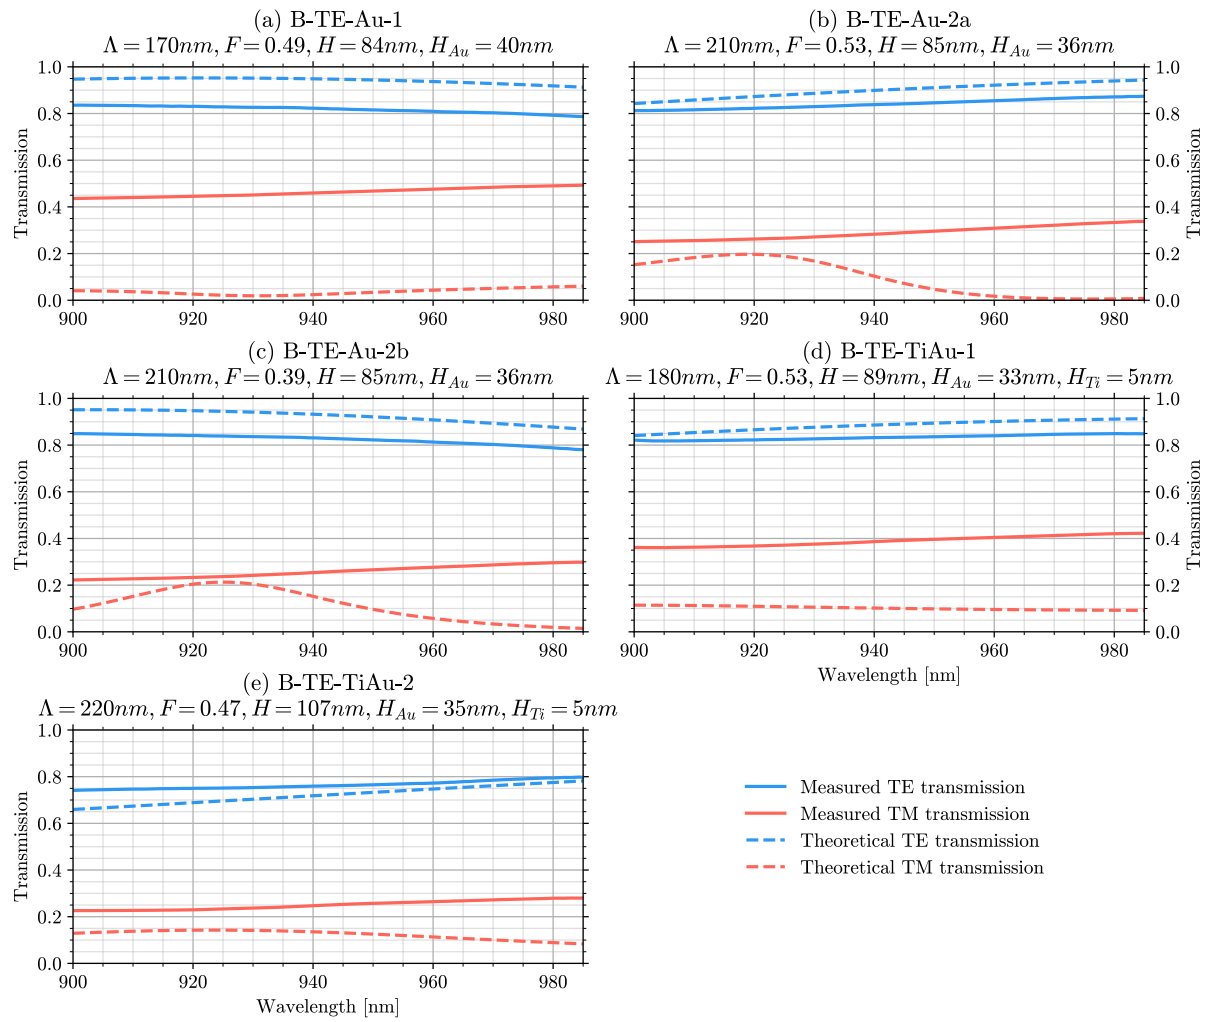 (a) B-TE-Au-1
Λ = 170nm, F = 0.49, H = 84nm, H_Au = 40nm
1.0
0.8
0.6
0.4
0.2
0.0
Transmission
900 920 940 960 980
(b) B-TE-Au-2a
Λ = 210nm, F = 0.53, H = 85nm, H_Au = 36nm
1.0
0.8
0.6
0.4
0.2
0.0
Transmission
900 920 940 960 980
(c) B-TE-Au-2b
Λ = 210nm, F = 0.39, H = 85nm, H_Au = 36nm
1.0
0.8
0.6
0.4
0.2
0.0
Transmission
900 920 940 960 980
(d) B-TE-TiAu-1
Λ = 180nm, F = 0.53, H = 89nm, H_Au = 33nm, H_Ti = 5nm
1.0
0.8
0.6
0.4
0.2
0.0
Transmission
900 920 940 960 980
Wavelength [nm]
(e) B-TE-TiAu-2
Λ = 220nm, F = 0.47, H = 107nm, H_Au = 35nm, H_Ti = 5nm
1.0
0.8
0.6
0.4
0.2
0.0
Transmission
900 920 940 960 980
Wavelength [nm]
Measured TE transmission
Measured TM transmission
Theoretical TE transmission
Theoretical TM transmission